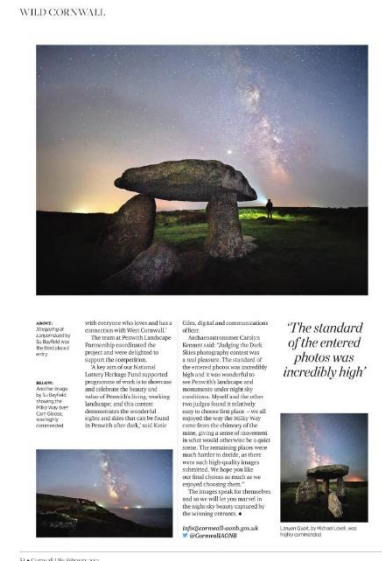 WILD CORNWALL
ABOVE:
Stargazing at
Lanyon Quoit by
Su Bayfield was
the third placed
entry
BELOW:
Another image
by Su Bayfield
showing the
Milky Way over
Carn Gloose,
was highly
commended
with everyone who loves and has a
connection with West Cornwall.'
The team at Penwith Landscape
Partnership coordinated the
project and were delighted to
support the competition.
'A key aim of our National
Lottery Heritage Fund supported
programme of work is to showcase
and celebrate the beauty and
value of Penwith's living, working
landscape; and this contest
demonstrates the wonderful
sights and skies that can be found
in Penwith after dark,' said Katie
digital and communications
officer.
Archaeoastronomer Carolyn
Kennett said: "Judging the Dark
Skies photography contest was
a real pleasure. The standard of
the entered photos was incredibly
high and it was wonderful to
see Penwith's landscape and
monuments under night sky
conditions. Myself and the other
two judges found it relatively
easy to choose first place – we all
enjoyed the way the Milky Way
came from the chimney of the
mine, giving a sense of movement
in what would otherwise be a quiet
scene. The remaining places were
much harder to decide, as there
were such high-quality images
submitted. We hope you like
our final choices as much as we
enjoyed choosing them."
The images speak for themselves
and so we will let you marvel in
the night sky beauty captured by
the winning entrants. ◆
info@cornwall-aonb.gov.uk
@CornwallAONB
'The standard
of the entered
photos was
incredibly high'
Lanyon Quoit, by Michael Lovell, was
highly commended
Cornwall Life February